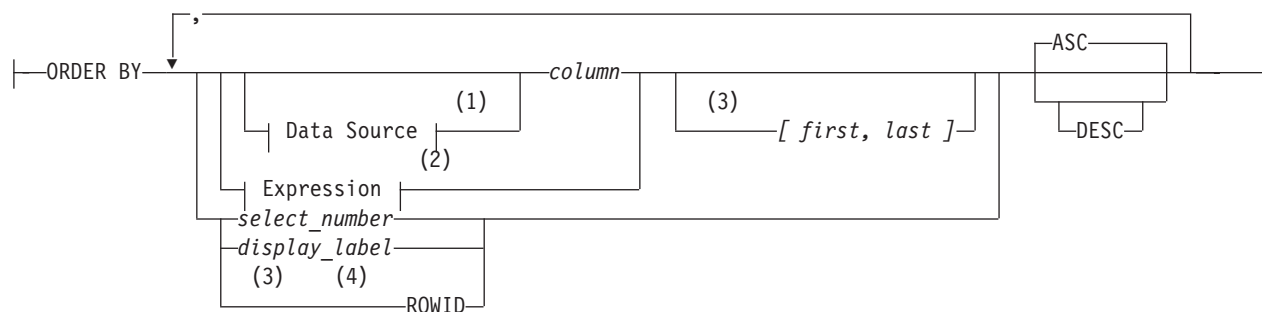 ,
ORDER BY column ASC
(1) (3)
Data Source [ first, last ] DESC
(2)
Expression
select_number
display_label
(3) (4)
ROWID